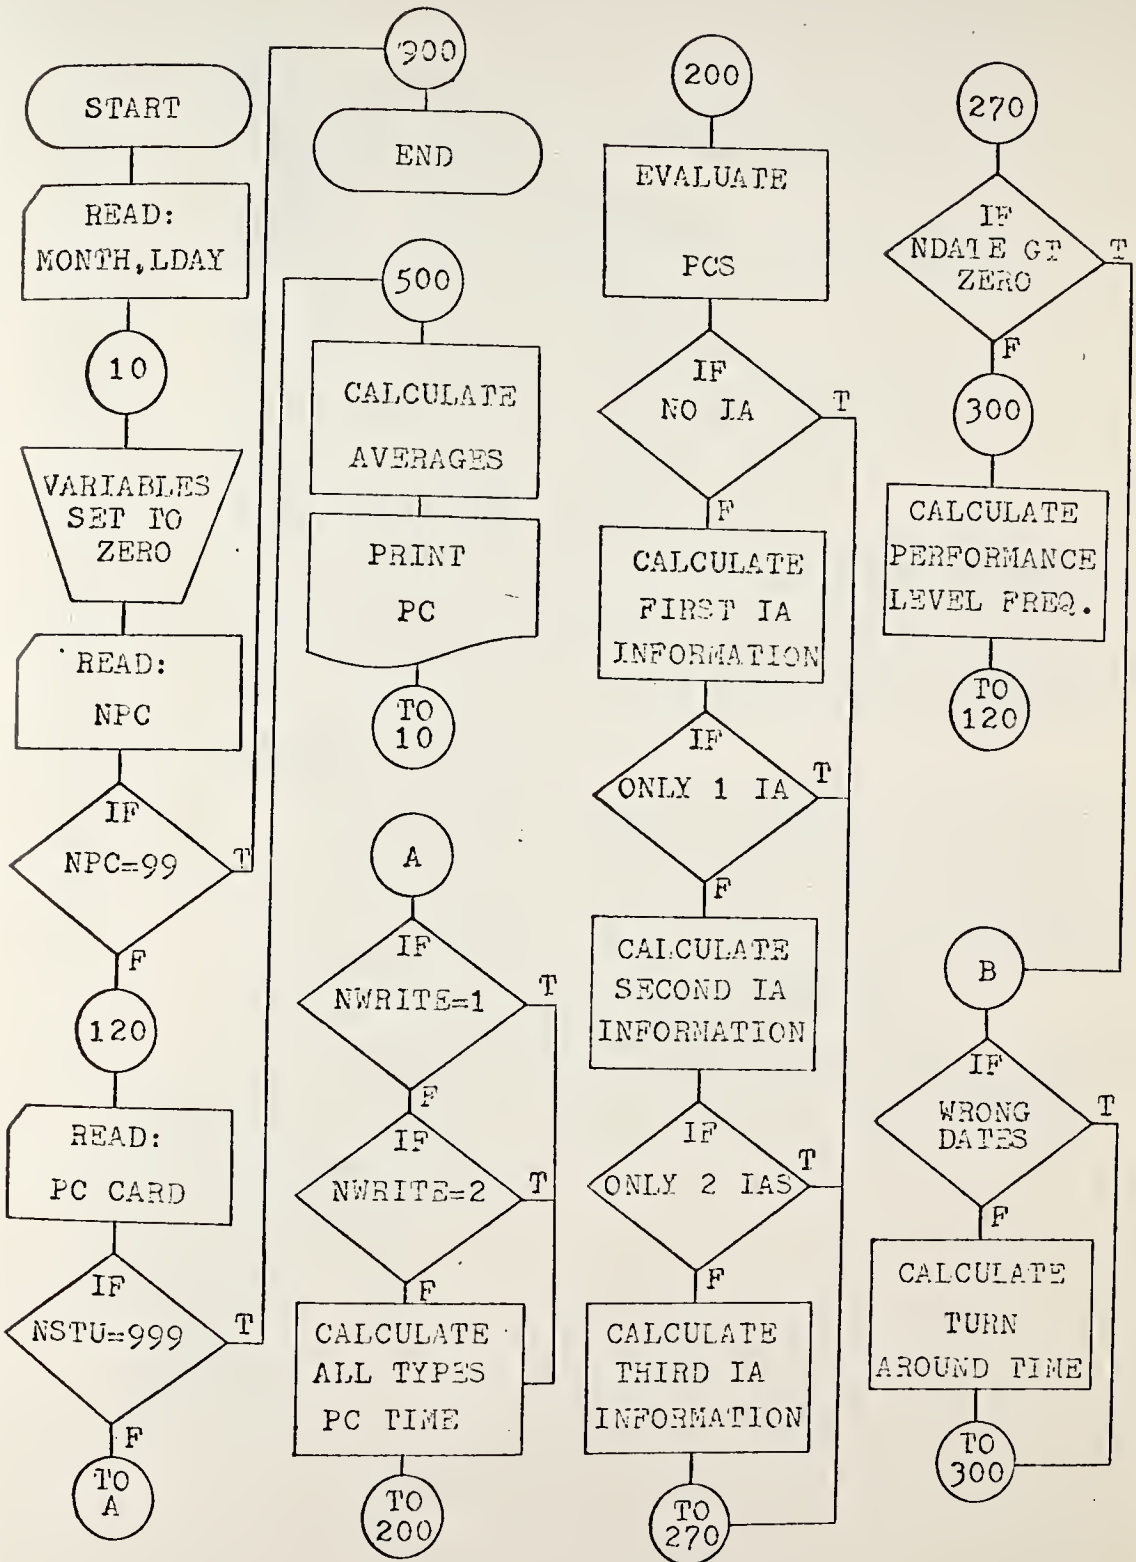 START
READ:
MONTH,LDAY
10
VARIABLES
SET TO
ZERO
READ:
NPC
IF
NPC=99
T
F
120
READ:
PC CARD
IF
NSTU=999
T
F
TO
A
900
END
500
CALCULATE
AVERAGES
PRINT
PC
TO
10
A
IF
NWRITE=1
T
F
IF
NWRITE=2
T
F
CALCULATE
ALL TYPES
PC TIME
TO
200
200
EVALUATE
PCS
IF
NO IA
T
F
CALCULATE
FIRST IA
INFORMATION
IF
ONLY 1 IA
T
F
CALCULATE
SECOND IA
INFORMATION
IF
ONLY 2 IAS
T
F
CALCULATE
THIRD IA
INFORMATION
TO
270
270
IF
NDATE GT
ZERO
T
F
300
CALCULATE
PERFORMANCE
LEVEL FREQ.
TO
120
B
IF
WRONG
DATES
T
F
CALCULATE
TURN
AROUND TIME
TO
300